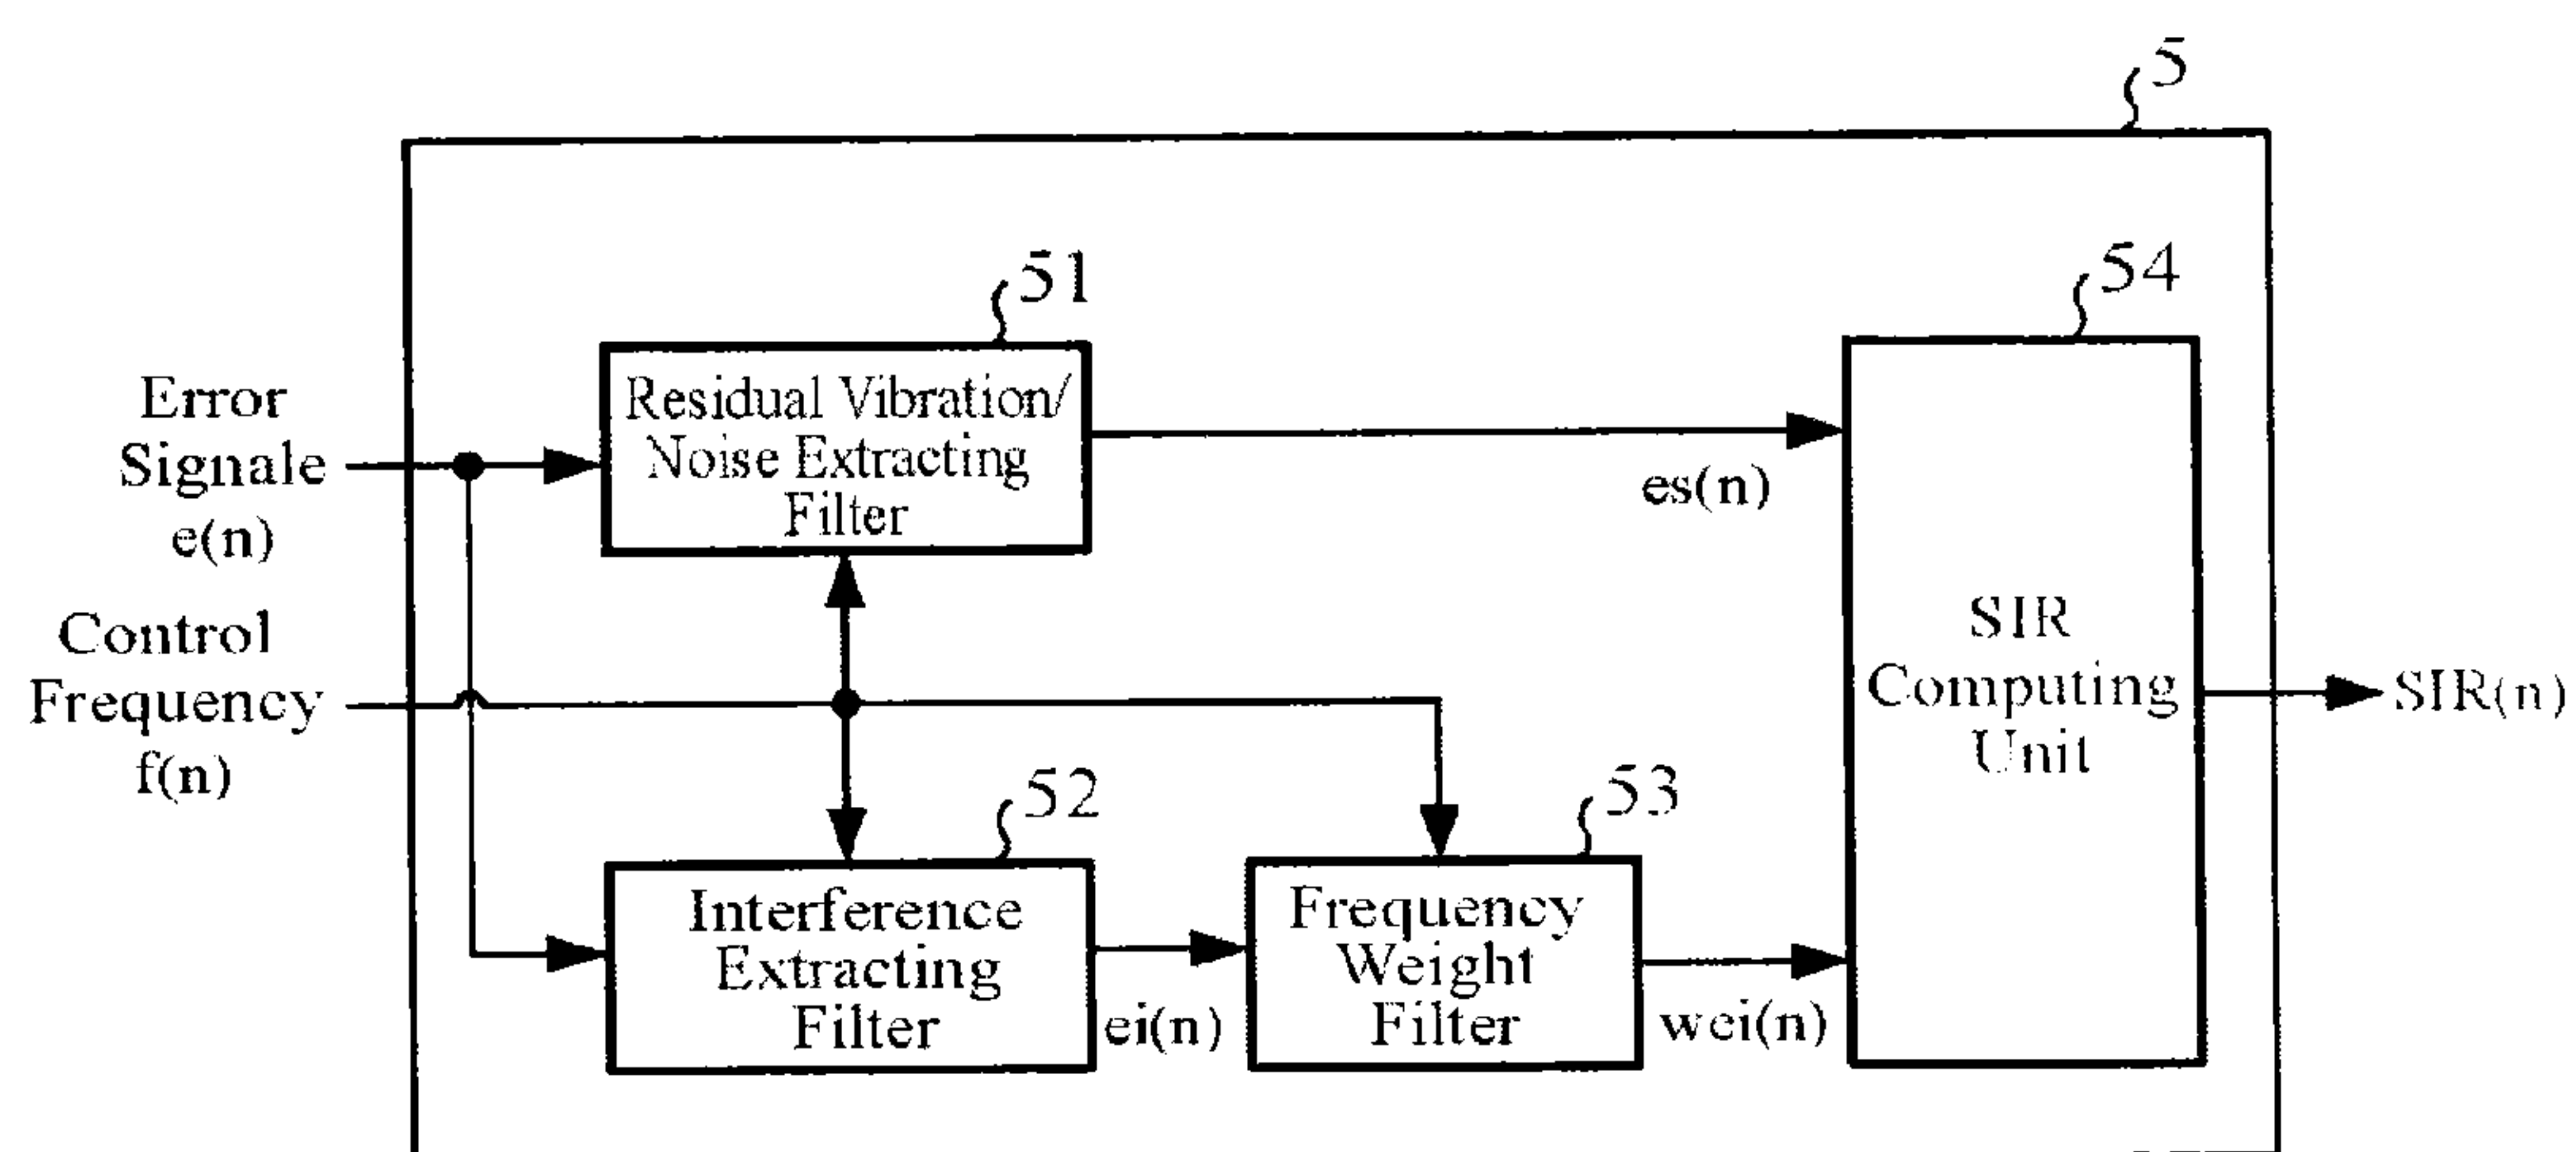 5
51
54
Error
Signale
e(n)
Residual Vibration/
Noise Extracting
Filter
es(n)
Control
Frequency
f(n)
SIR
Computing
Unit
SIR(n)
52
53
Interference
Extracting
Filter
ei(n)
Frequency
Weight
Filter
wei(n)